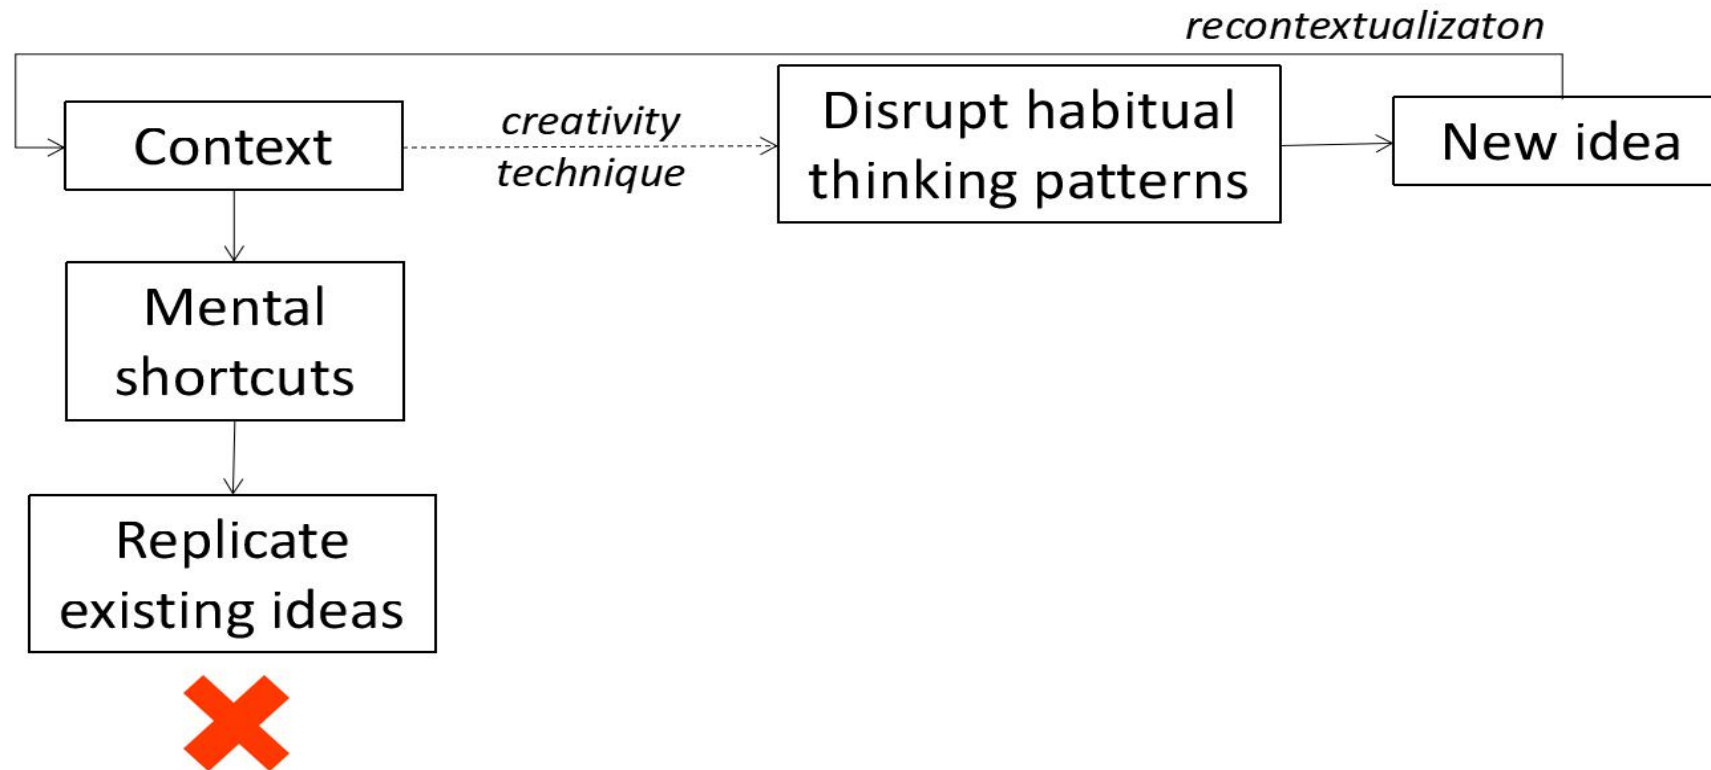 recontextualizaton
Context
creativity
technique
Disrupt habitual
thinking patterns
New idea
Mental
shortcuts
Replicate
existing ideas